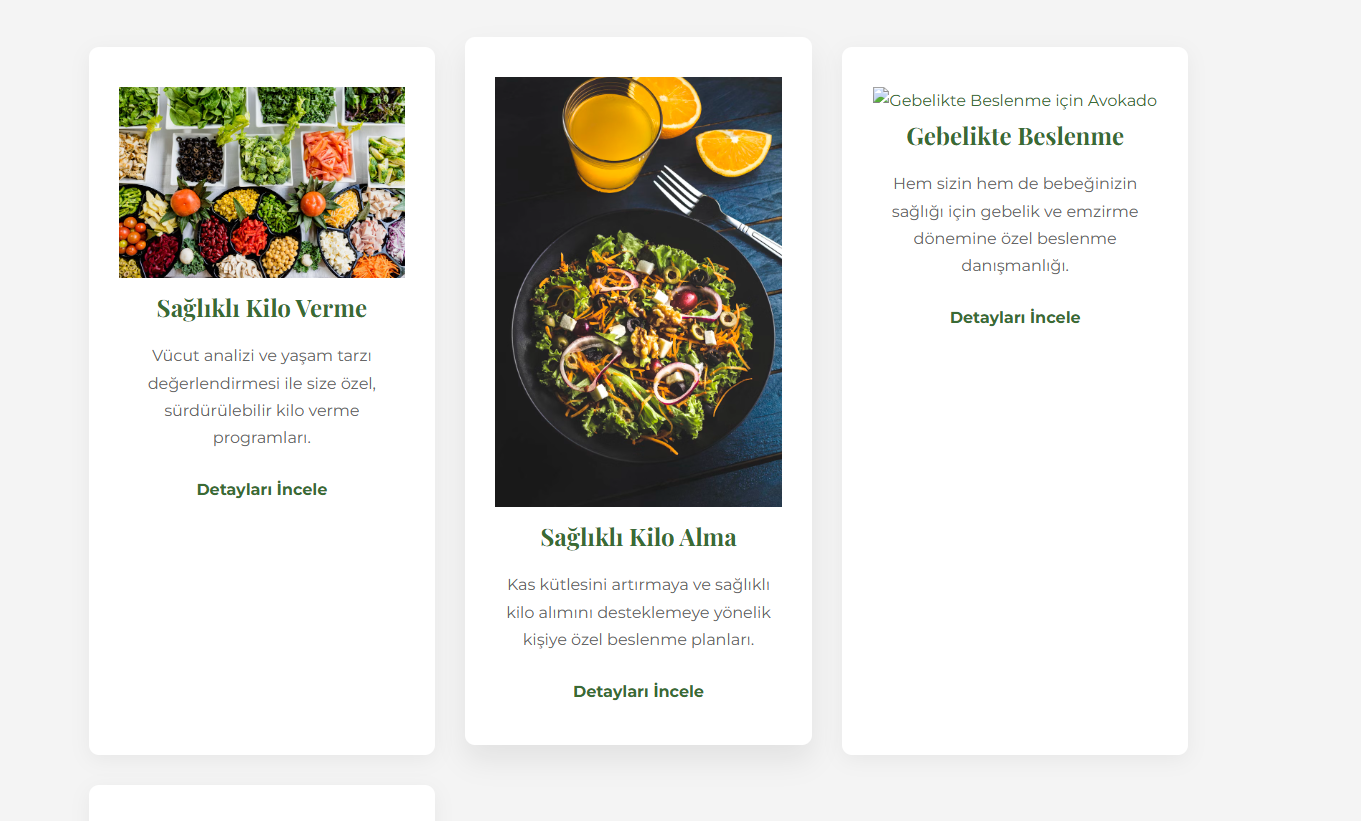 Sağlıklı Kilo Verme
Vücut analizi ve yaşam tarzı
değerlendirmesi ile size özel,
sürdürülebilir kilo verme
programları.
Detayları İncele
Sağlıklı Kilo Alma
Kas kütlesini artırmaya ve sağlıklı
kilo alımını desteklemeye yönelik
kişiye özel beslenme planları.
Detayları İncele
Gebelikte Beslenme için Avokado
Gebelikte Beslenme
Hem sizin hem de bebeğinizin
sağlığı için gebelik ve emzirme
dönemine özel beslenme
danışmanlığı.
Detayları İncele